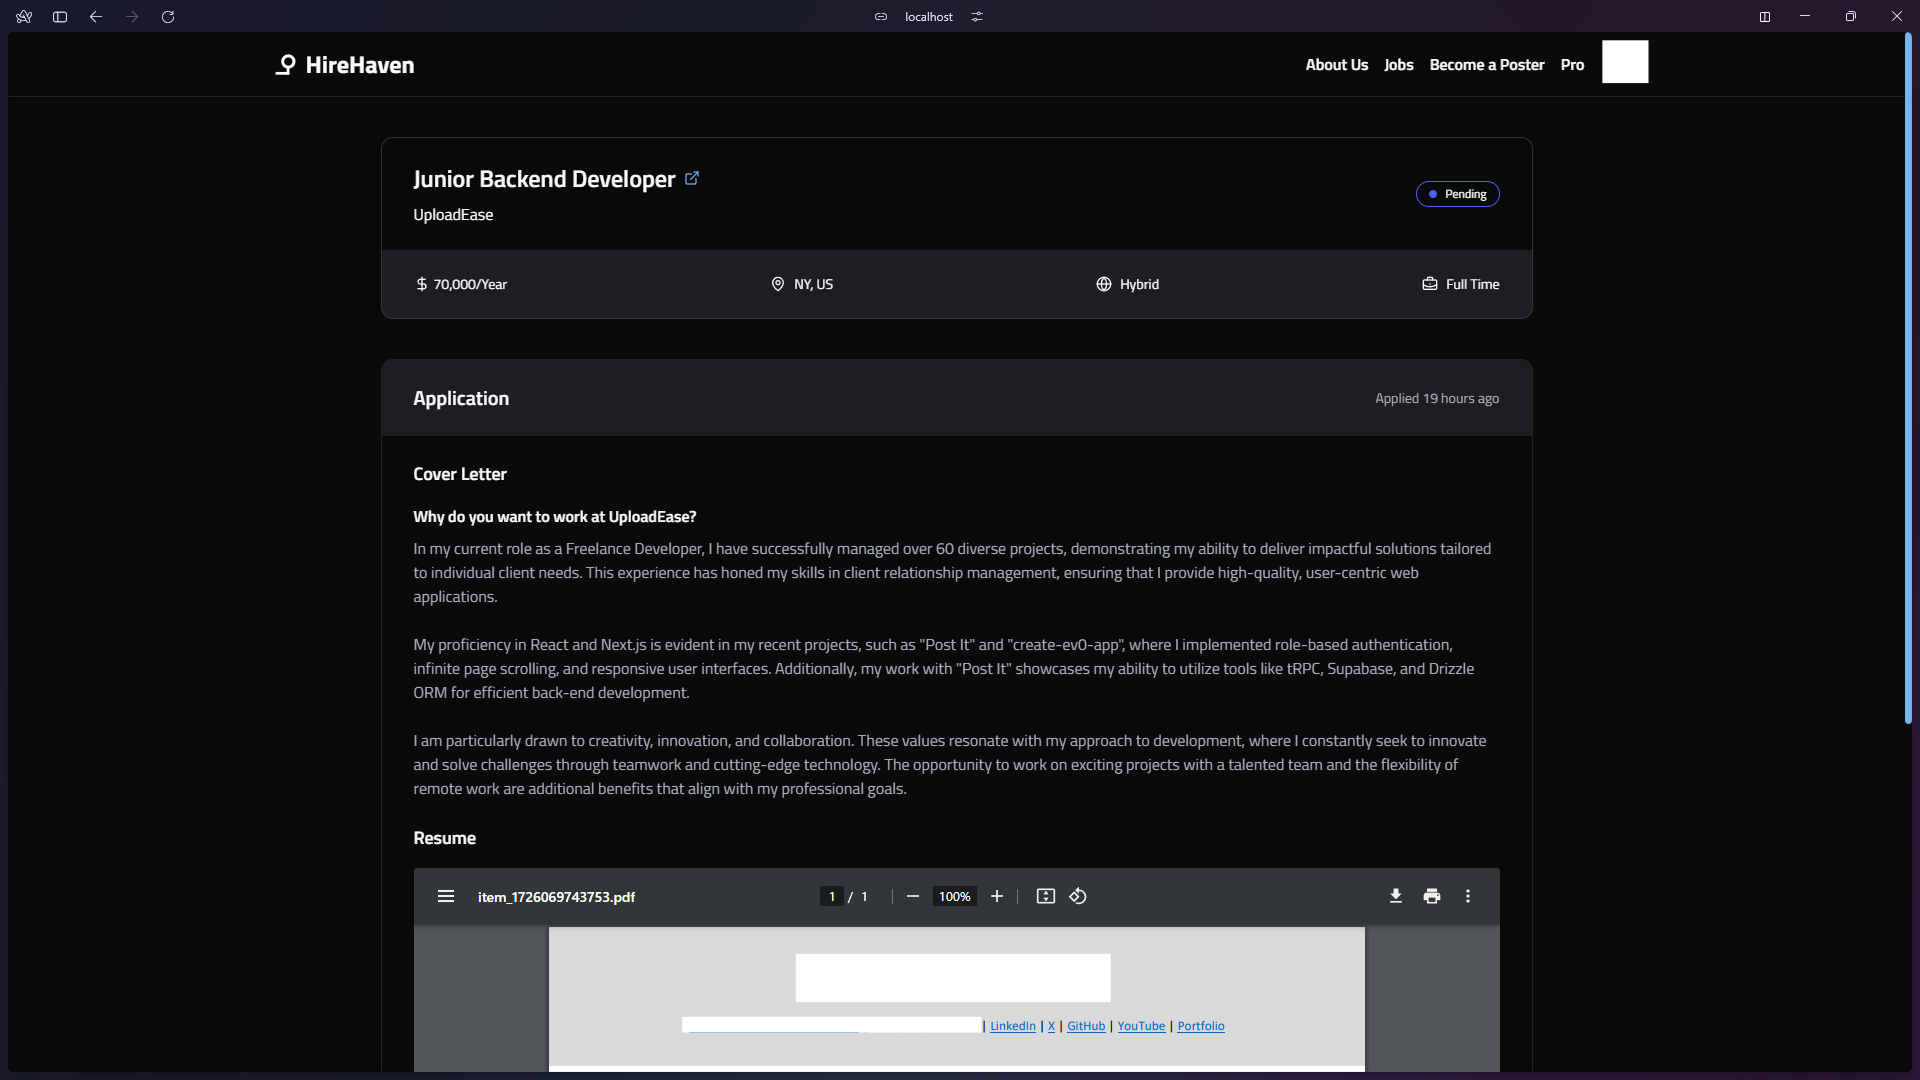 localhost
HireHaven
About Us Jobs Become a Poster Pro
Junior Backend Developer
Pending
UploadEase
70,000/Year
NY, US
Hybrid
Full Time
Application
Applied 19 hours ago
Cover Letter
Why do you want to work at UploadEase?
In my current role as a Freelance Developer, I have successfully managed over 60 diverse projects, demonstrating my ability to deliver impactful solutions tailored
to individual client needs. This experience has honed my skills in client relationship management, ensuring that I provide high-quality, user-centric web
applications.
My proficiency in React and Next.js is evident in my recent projects, such as "Post It" and "create-ev0-app", where I implemented role-based authentication,
infinite page scrolling, and responsive user interfaces. Additionally, my work with "Post It" showcases my ability to utilize tools like tRPC, Supabase, and Drizzle
ORM for efficient back-end development.
I am particularly drawn to creativity, innovation, and collaboration. These values resonate with my approach to development, where I constantly seek to innovate
and solve challenges through teamwork and cutting-edge technology. The opportunity to work on exciting projects with a talented team and the flexibility of
remote work are additional benefits that align with my professional goals.
Resume
item_1726069743753.pdf
1 / 1
100%
| LinkedIn | X | GitHub | YouTube | Portfolio